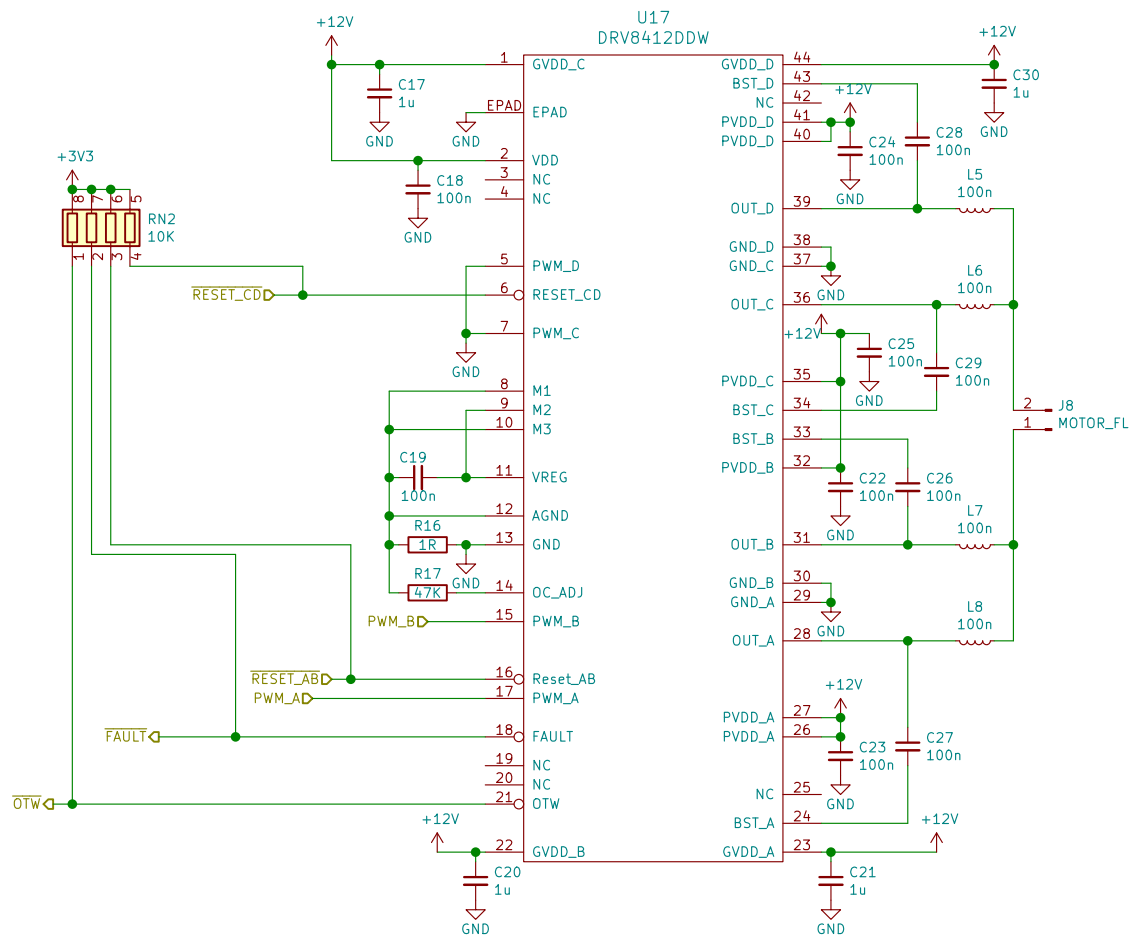 U17
DRV8412DDW
+12V
1
GVDD_C
C17
1u
GND
EPAD
EPAD
GND
2
VDD
3
NC
4
NC
C18
100n
GND
+3V3
8
7
6
5
RN2
10K
1
2
3
4
5
PWM_D
RESET_CD
6
RESET_CD
7
PWM_C
GND
8
M1
9
M2
10
M3
C19
100n
11
VREG
12
AGND
R16
1R
13
GND
GND
R17
47K
14
OC_ADJ
PWM_B
15
PWM_B
RESET_AB
16
Reset_AB
PWM_A
17
PWM_A
FAULT
18
FAULT
19
NC
20
NC
OTW
21
OTW
+12V
22
GVDD_B
C20
1u
GND
+12V
GVDD_D
44
C30
1u
GND
BST_D
43
NC
42
+12V
PVDD_D
41
PVDD_D
40
C24
100n
GND
C28
100n
OUT_D
39
L5
100n
GND_D
38
GND_C
37
GND
OUT_C
36
L6
100n
+12V
C25
100n
GND
C29
100n
PVDD_C
35
BST_C
34
2
1
J8
MOTOR_FL
BST_B
33
PVDD_B
32
C22
100n
GND
C26
100n
OUT_B
31
L7
100n
GND_B
30
GND_A
29
GND
OUT_A
28
L8
100n
+12V
PVDD_A
27
PVDD_A
26
C23
100n
GND
C27
100n
NC
25
BST_A
24
+12V
GVDD_A
23
C21
1u
GND